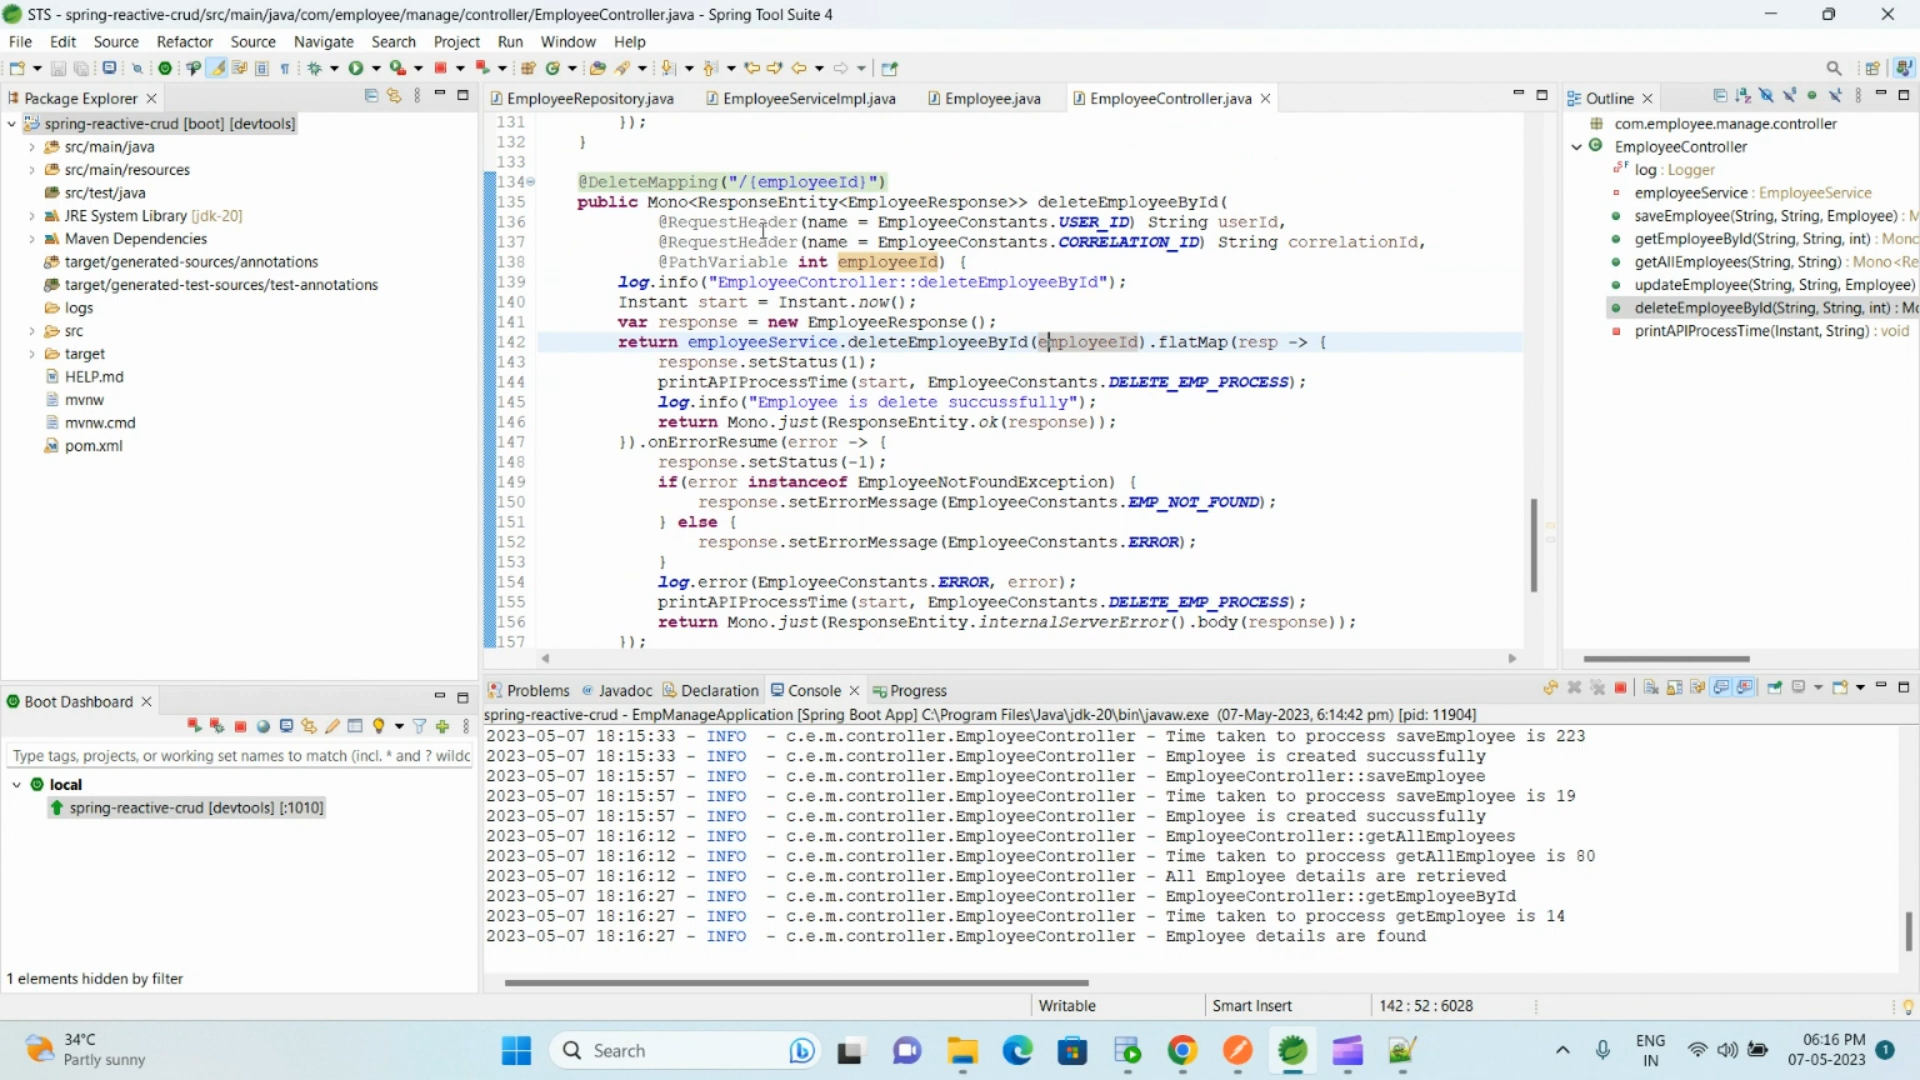 STS - spring-reactive-crud/src/main/java/com/employee/manage/controller/EmployeeController.java - Spring Tool Suite 4
File Edit Source Refactor Source Navigate Search Project Run Window Help
Package Explorer
spring-reactive-crud [boot] [devtools]
src/main/java
src/main/resources
src/test/java
JRE System Library [jdk-20]
Maven Dependencies
target/generated-sources/annotations
target/generated-test-sources/test-annotations
logs
src
target
HELP.md
mvnw
mvnw.cmd
pom.xml
EmployeeRepository.java EmployeeServiceImpl.java Employee.java EmployeeController.java
131 });
132 }
133
134 @DeleteMapping("/{employeeId}")
135 public Mono<ResponseEntity<EmployeeResponse>> deleteEmployeeById(
136 @RequestHeader(name = EmployeeConstants.USER_ID) String userId,
137 @RequestHeader(name = EmployeeConstants.CORRELATION_ID) String correlationId,
138 @PathVariable int employeeId) {
139 log.info("EmployeeController::deleteEmployeeById");
140 Instant start = Instant.now();
141 var response = new EmployeeResponse();
142 return employeeService.deleteEmployeeById(employeeId).flatMap(resp -> {
143 response.setStatus(1);
144 printAPIProcessTime(start, EmployeeConstants.DELETE_EMP_PROCESS);
145 log.info("Employee is delete succussfully");
146 return Mono.just(ResponseEntity.ok(response));
147 }).onErrorResume(error -> {
148 response.setStatus(-1);
149 if(error instanceof EmployeeNotFoundException) {
150 response.setErrorMessage(EmployeeConstants.EMP_NOT_FOUND);
151 } else {
152 response.setErrorMessage(EmployeeConstants.ERROR);
153 }
154 log.error(EmployeeConstants.ERROR, error);
155 printAPIProcessTime(start, EmployeeConstants.DELETE_EMP_PROCESS);
156 return Mono.just(ResponseEntity.internalServerError().body(response));
157 });
Outline
com.employee.manage.controller
EmployeeController
log : Logger
employeeService : EmployeeService
saveEmployee(String, String, Employee) : M
getEmployeeById(String, String, int) : Mono
getAllEmployees(String, String) : Mono<Re
updateEmployee(String, String, Employee)
deleteEmployeeById(String, String, int) : Mo
printAPIProcessTime(Instant, String) : void
Boot Dashboard
Type tags, projects, or working set names to match (incl. * and ? wildc
local
spring-reactive-crud [devtools] [:1010]
1 elements hidden by filter
Problems Javadoc Declaration Console Progress
spring-reactive-crud - EmpManageApplication [Spring Boot App] C:\Program Files\Java\jdk-20\bin\javaw.exe (07-May-2023, 6:14:42 pm) [pid: 11904]
2023-05-07 18:15:33 - INFO - c.e.m.controller.EmployeeController - Time taken to proccess saveEmployee is 223
2023-05-07 18:15:33 - INFO - c.e.m.controller.EmployeeController - Employee is created succussfully
2023-05-07 18:15:57 - INFO - c.e.m.controller.EmployeeController - EmployeeController::saveEmployee
2023-05-07 18:15:57 - INFO - c.e.m.controller.EmployeeController - Time taken to proccess saveEmployee is 19
2023-05-07 18:15:57 - INFO - c.e.m.controller.EmployeeController - Employee is created succussfully
2023-05-07 18:16:12 - INFO - c.e.m.controller.EmployeeController - EmployeeController::getAllEmployees
2023-05-07 18:16:12 - INFO - c.e.m.controller.EmployeeController - Time taken to proccess getAllEmployee is 80
2023-05-07 18:16:12 - INFO - c.e.m.controller.EmployeeController - All Employee details are retrieved
2023-05-07 18:16:27 - INFO - c.e.m.controller.EmployeeController - EmployeeController::getEmployeeById
2023-05-07 18:16:27 - INFO - c.e.m.controller.EmployeeController - Time taken to proccess getEmployee is 14
2023-05-07 18:16:27 - INFO - c.e.m.controller.EmployeeController - Employee details are found
Writable Smart Insert 142 : 52 : 6028
34°C
Partly sunny
Search
ENG
IN
06:16 PM
07-05-2023
1